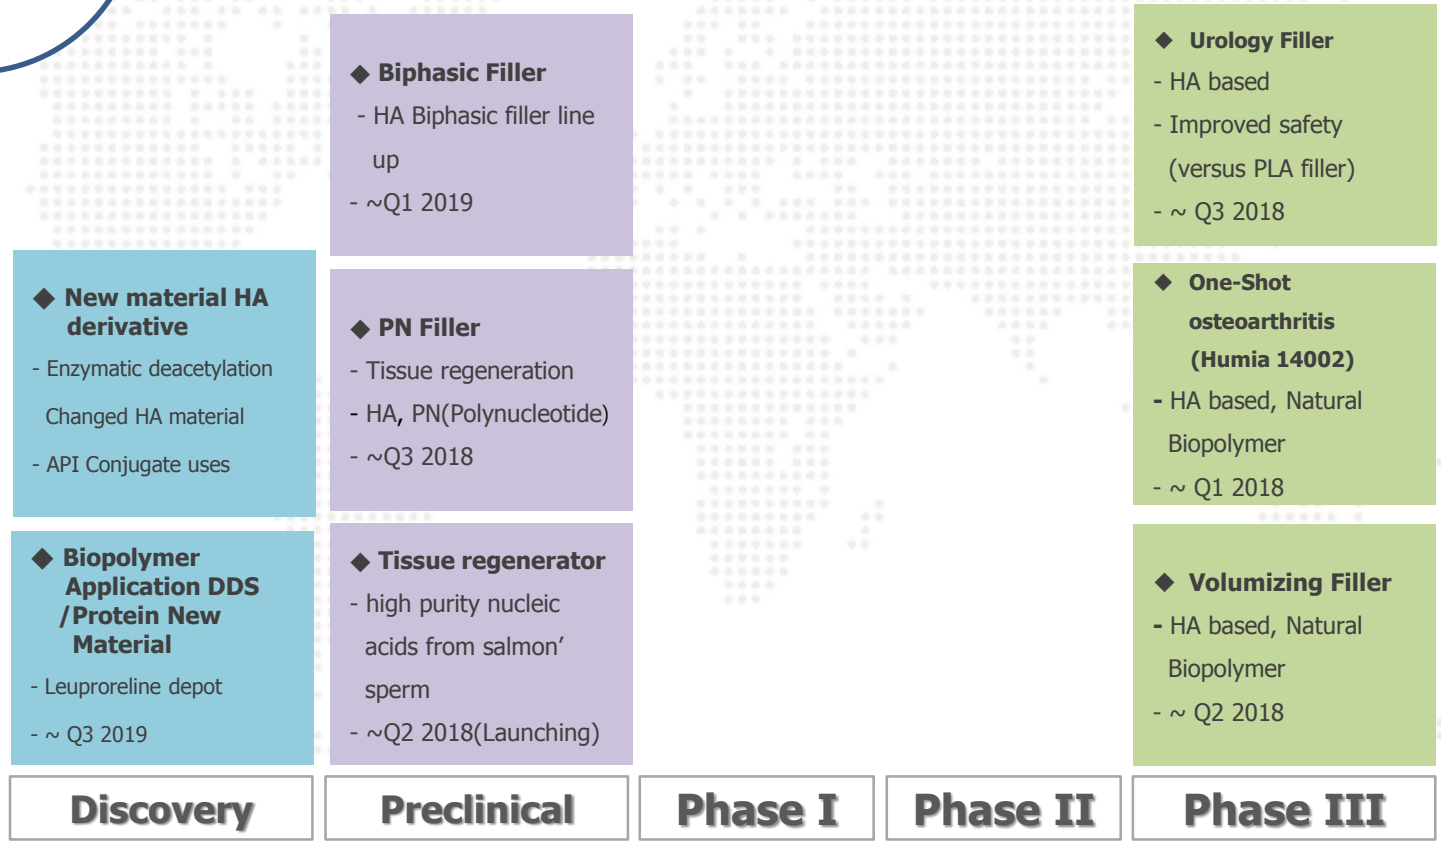 ◆ New material HA
derivative
- Enzymatic deacetylation
Changed HA material
- API Conjugate uses
◆ Biopolymer
Application DDS
/Protein New
Material
- Leuproreline depot
- ~ Q3 2019
Discovery
◆ Biphasic Filler
- HA Biphasic filler line
up
- ~Q1 2019
◆ PN Filler
- Tissue regeneration
- HA, PN(Polynucleotide)
- ~Q3 2018
◆ Tissue regenerator
- high purity nucleic
acids from salmon’
sperm
- ~Q2 2018(Launching)
Preclinical
Phase I
Phase II
◆ Urology Filler
- HA based
- Improved safety
(versus PLA filler)
- ~ Q3 2018
◆ One-Shot
osteoarthritis
(Humia 14002)
- HA based, Natural
Biopolymer
- ~ Q1 2018
◆ Volumizing Filler
- HA based, Natural
Biopolymer
- ~ Q2 2018
Phase III